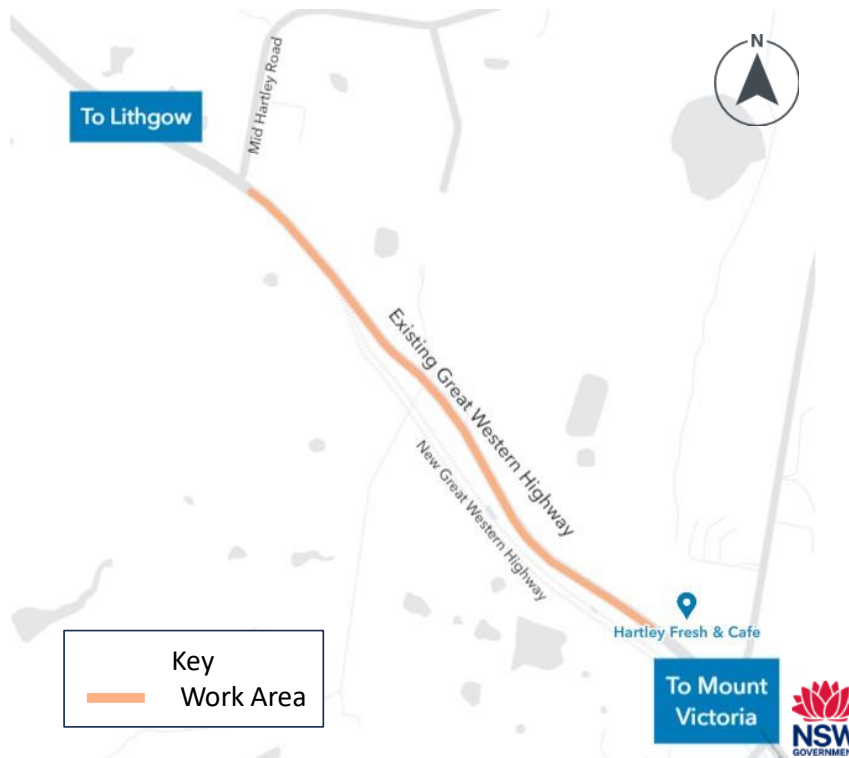 N
To Lithgow
Mid Hartley Road
Existing Great Western Highway
New Great Western Highway
Hartley Fresh & Cafe
Key
Work Area
To Mount
Victoria
NSW
GOVERNMENT